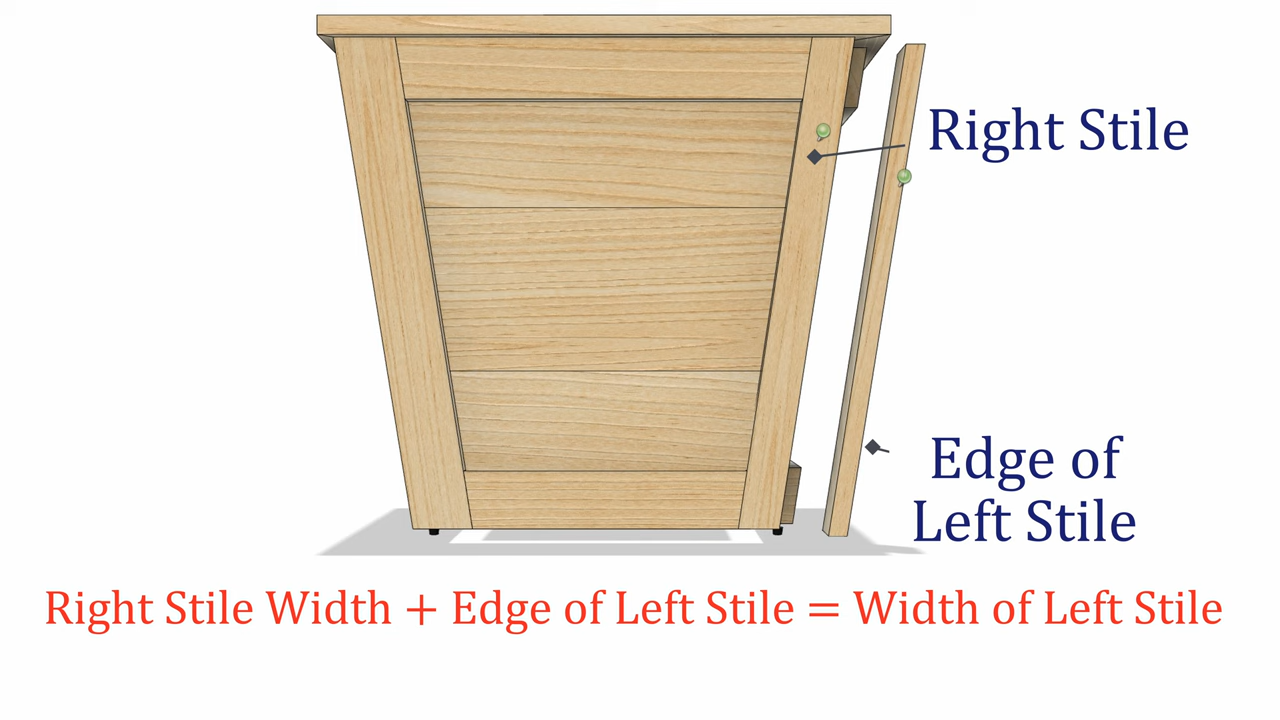 Right Stile
Edge of
Left Stile
Right Stile Width + Edge of Left Stile = Width of Left Stile